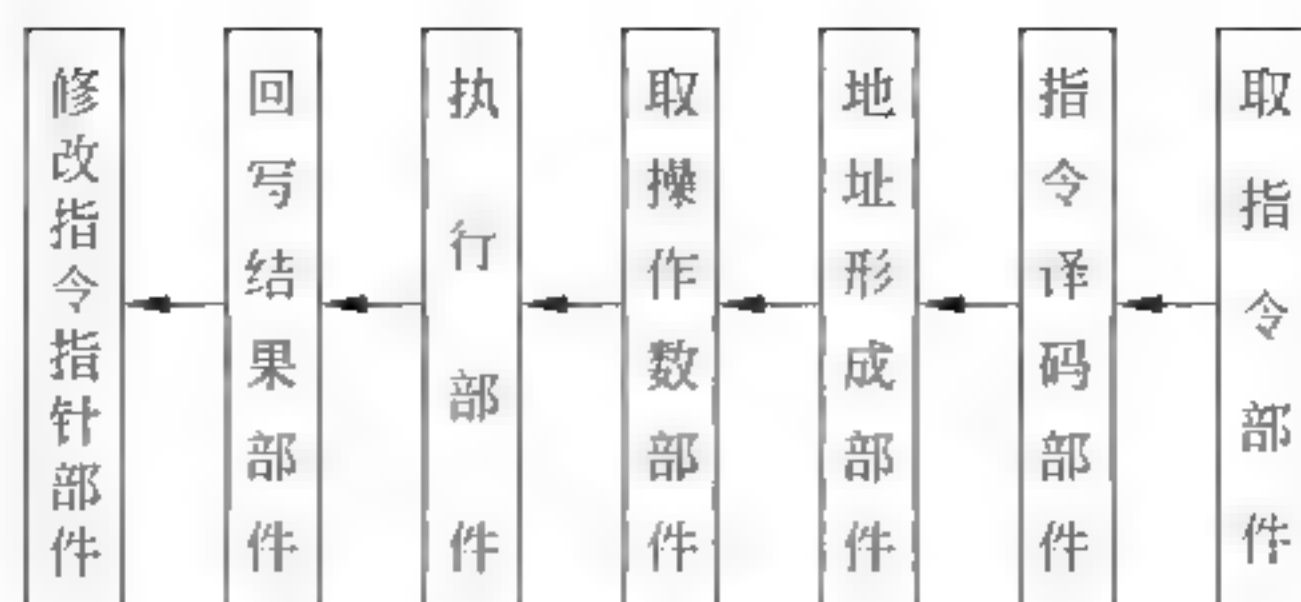 修改指令指针部件
回写结果部件
执行部件
取操作数部件
地址形成部件
指令译码部件
取指令部件